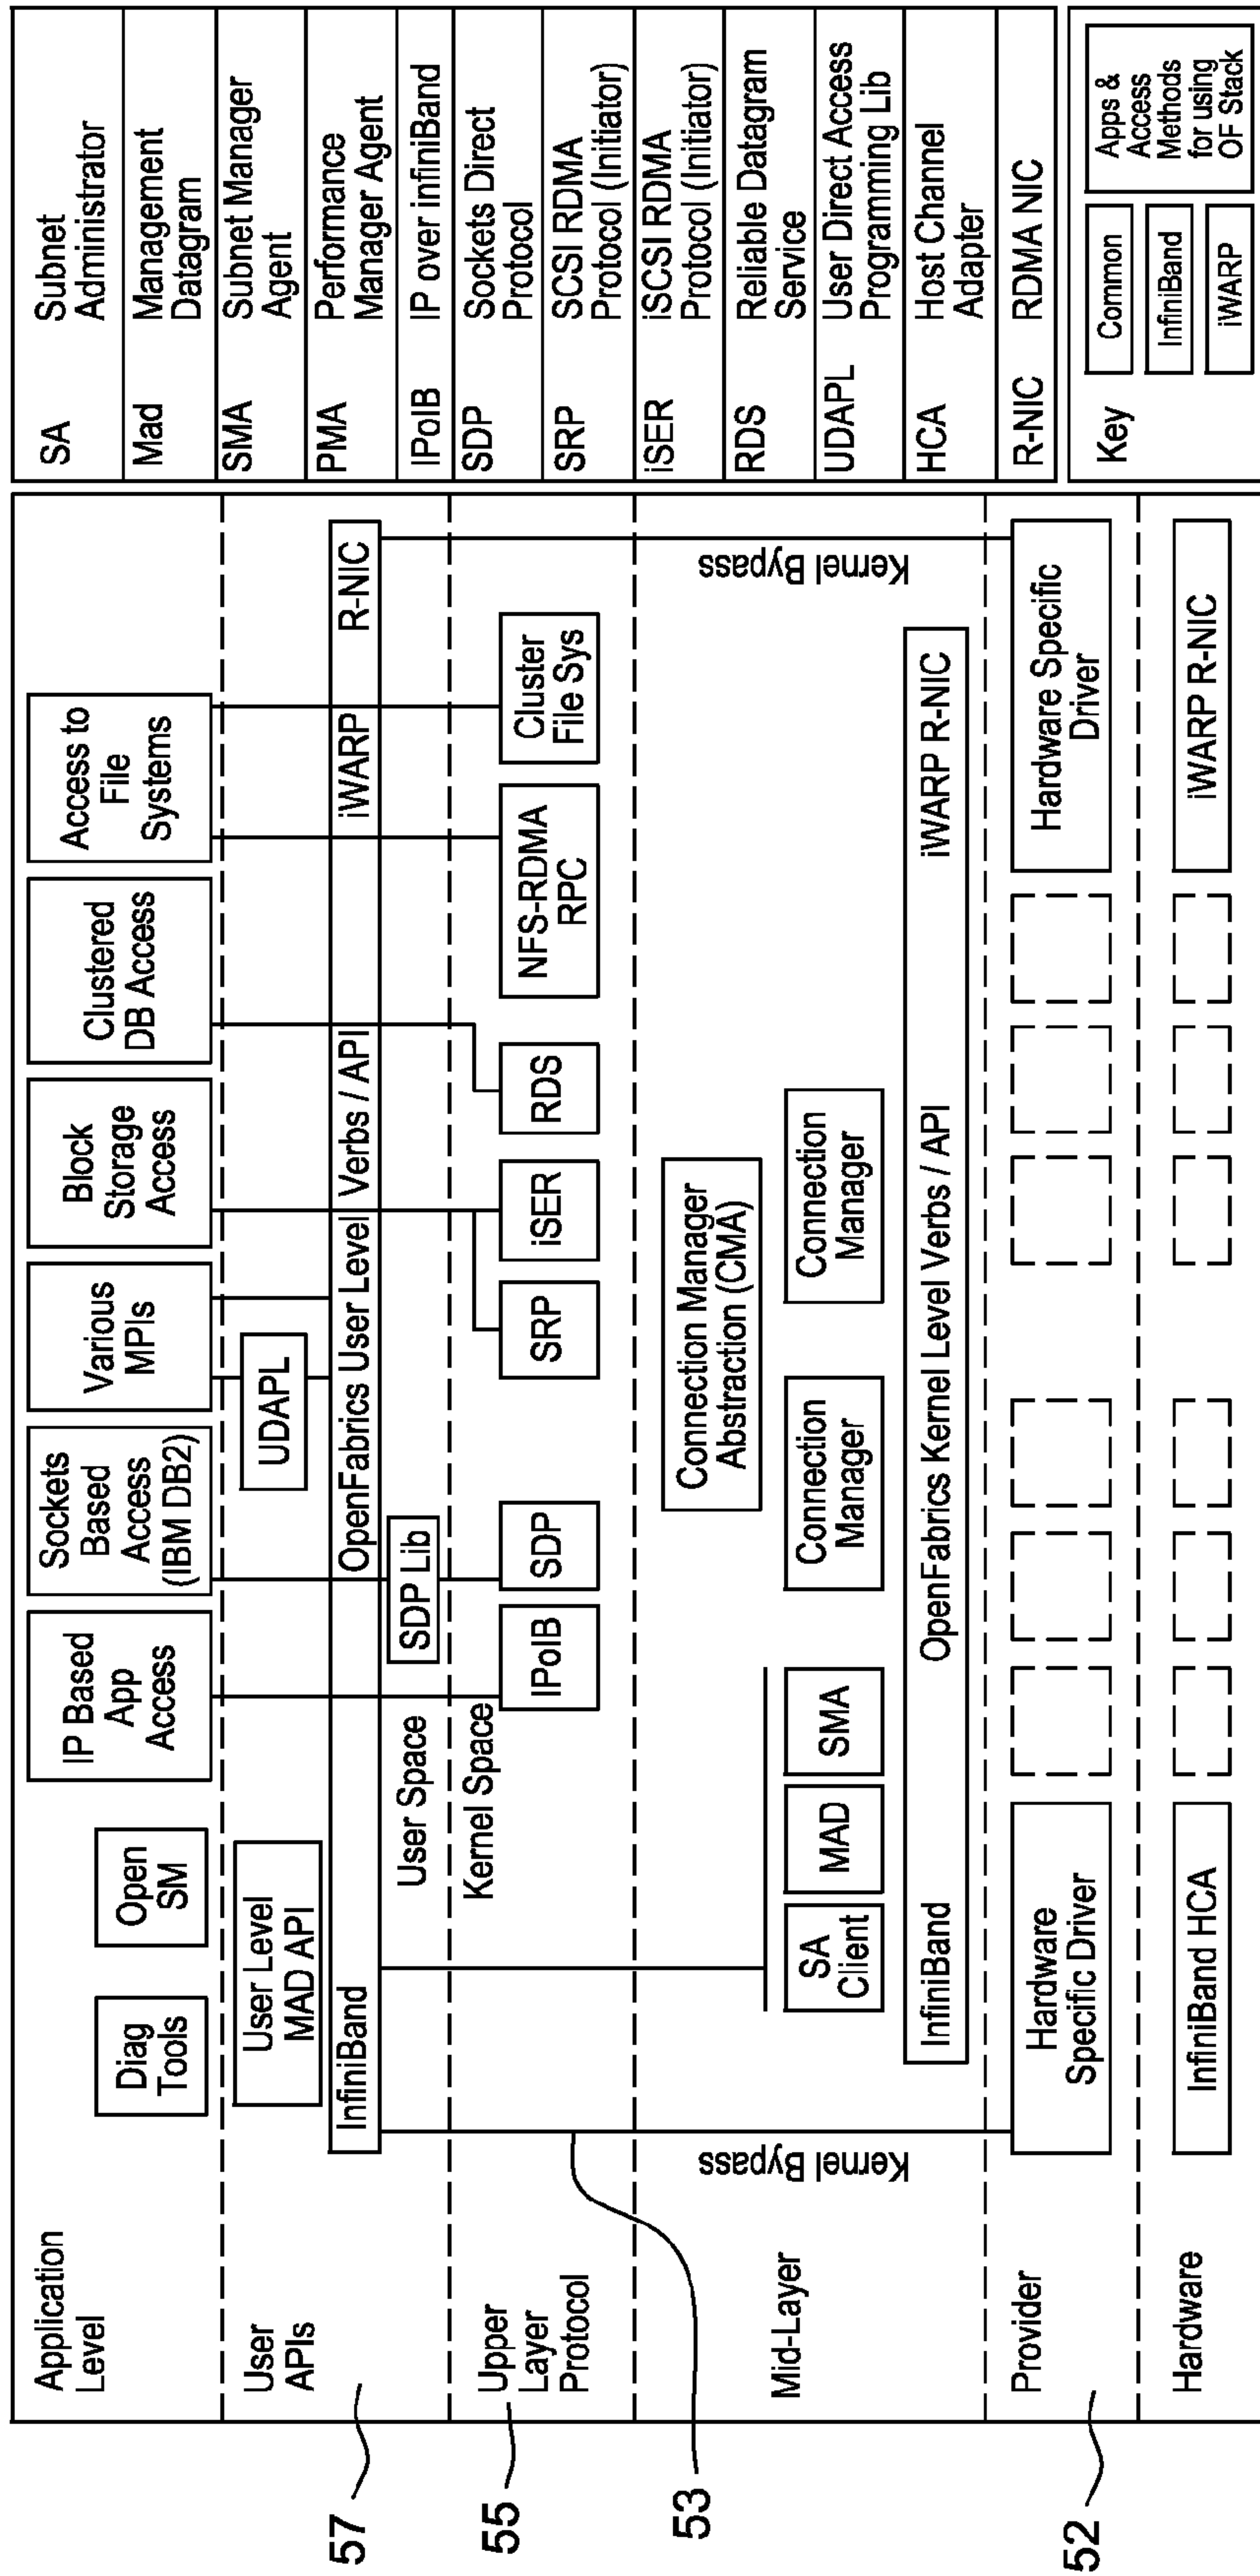 Application
Level
Diag
Tools
Open
SM
IP Based
App
Access
Sockets
Based
Access
(IBM DB2)
Various
MPIs
Block
Storage
Access
Clustered
DB Access
Access to
File
Systems
57
User
APIs
User Level
MAD API
UDAPL
InfiniBand
OpenFabrics User Level Verbs / API
iWARP
R-NIC
SDP Lib
User Space
Kernel Space
55
Upper
Layer
Protocol
IPoIB
SDP
SRP
iSER
RDS
NFS-RDMA
RPC
Cluster
File Sys
53
Kernel Bypass
Kernel Bypass
Mid-Layer
Connection Manager
Abstraction (CMA)
SA
Client
MAD
SMA
Connection
Manager
Connection
Manager
InfiniBand
OpenFabrics Kernel Level Verbs / API
iWARP R-NIC
52
Provider
Hardware
Specific Driver
Hardware Specific
Driver
Hardware
InfiniBand HCA
iWARP R-NIC
SA Subnet
Administrator
Mad Management
Datagram
SMA Subnet Manager
Agent
PMA Performance
Manager Agent
IPoIB IP over infiniBand
SDP Sockets Direct
Protocol
SRP SCSI RDMA
Protocol (Initiator)
iSER iSCSI RDMA
Protocol (Initiator)
RDS Reliable Datagram
Service
UDAPL User Direct Access
Programming Lib
HCA Host Channel
Adapter
R-NIC RDMA NIC
Key
Common
InfiniBand
iWARP
Apps &
Access
Methods
for using
OF Stack